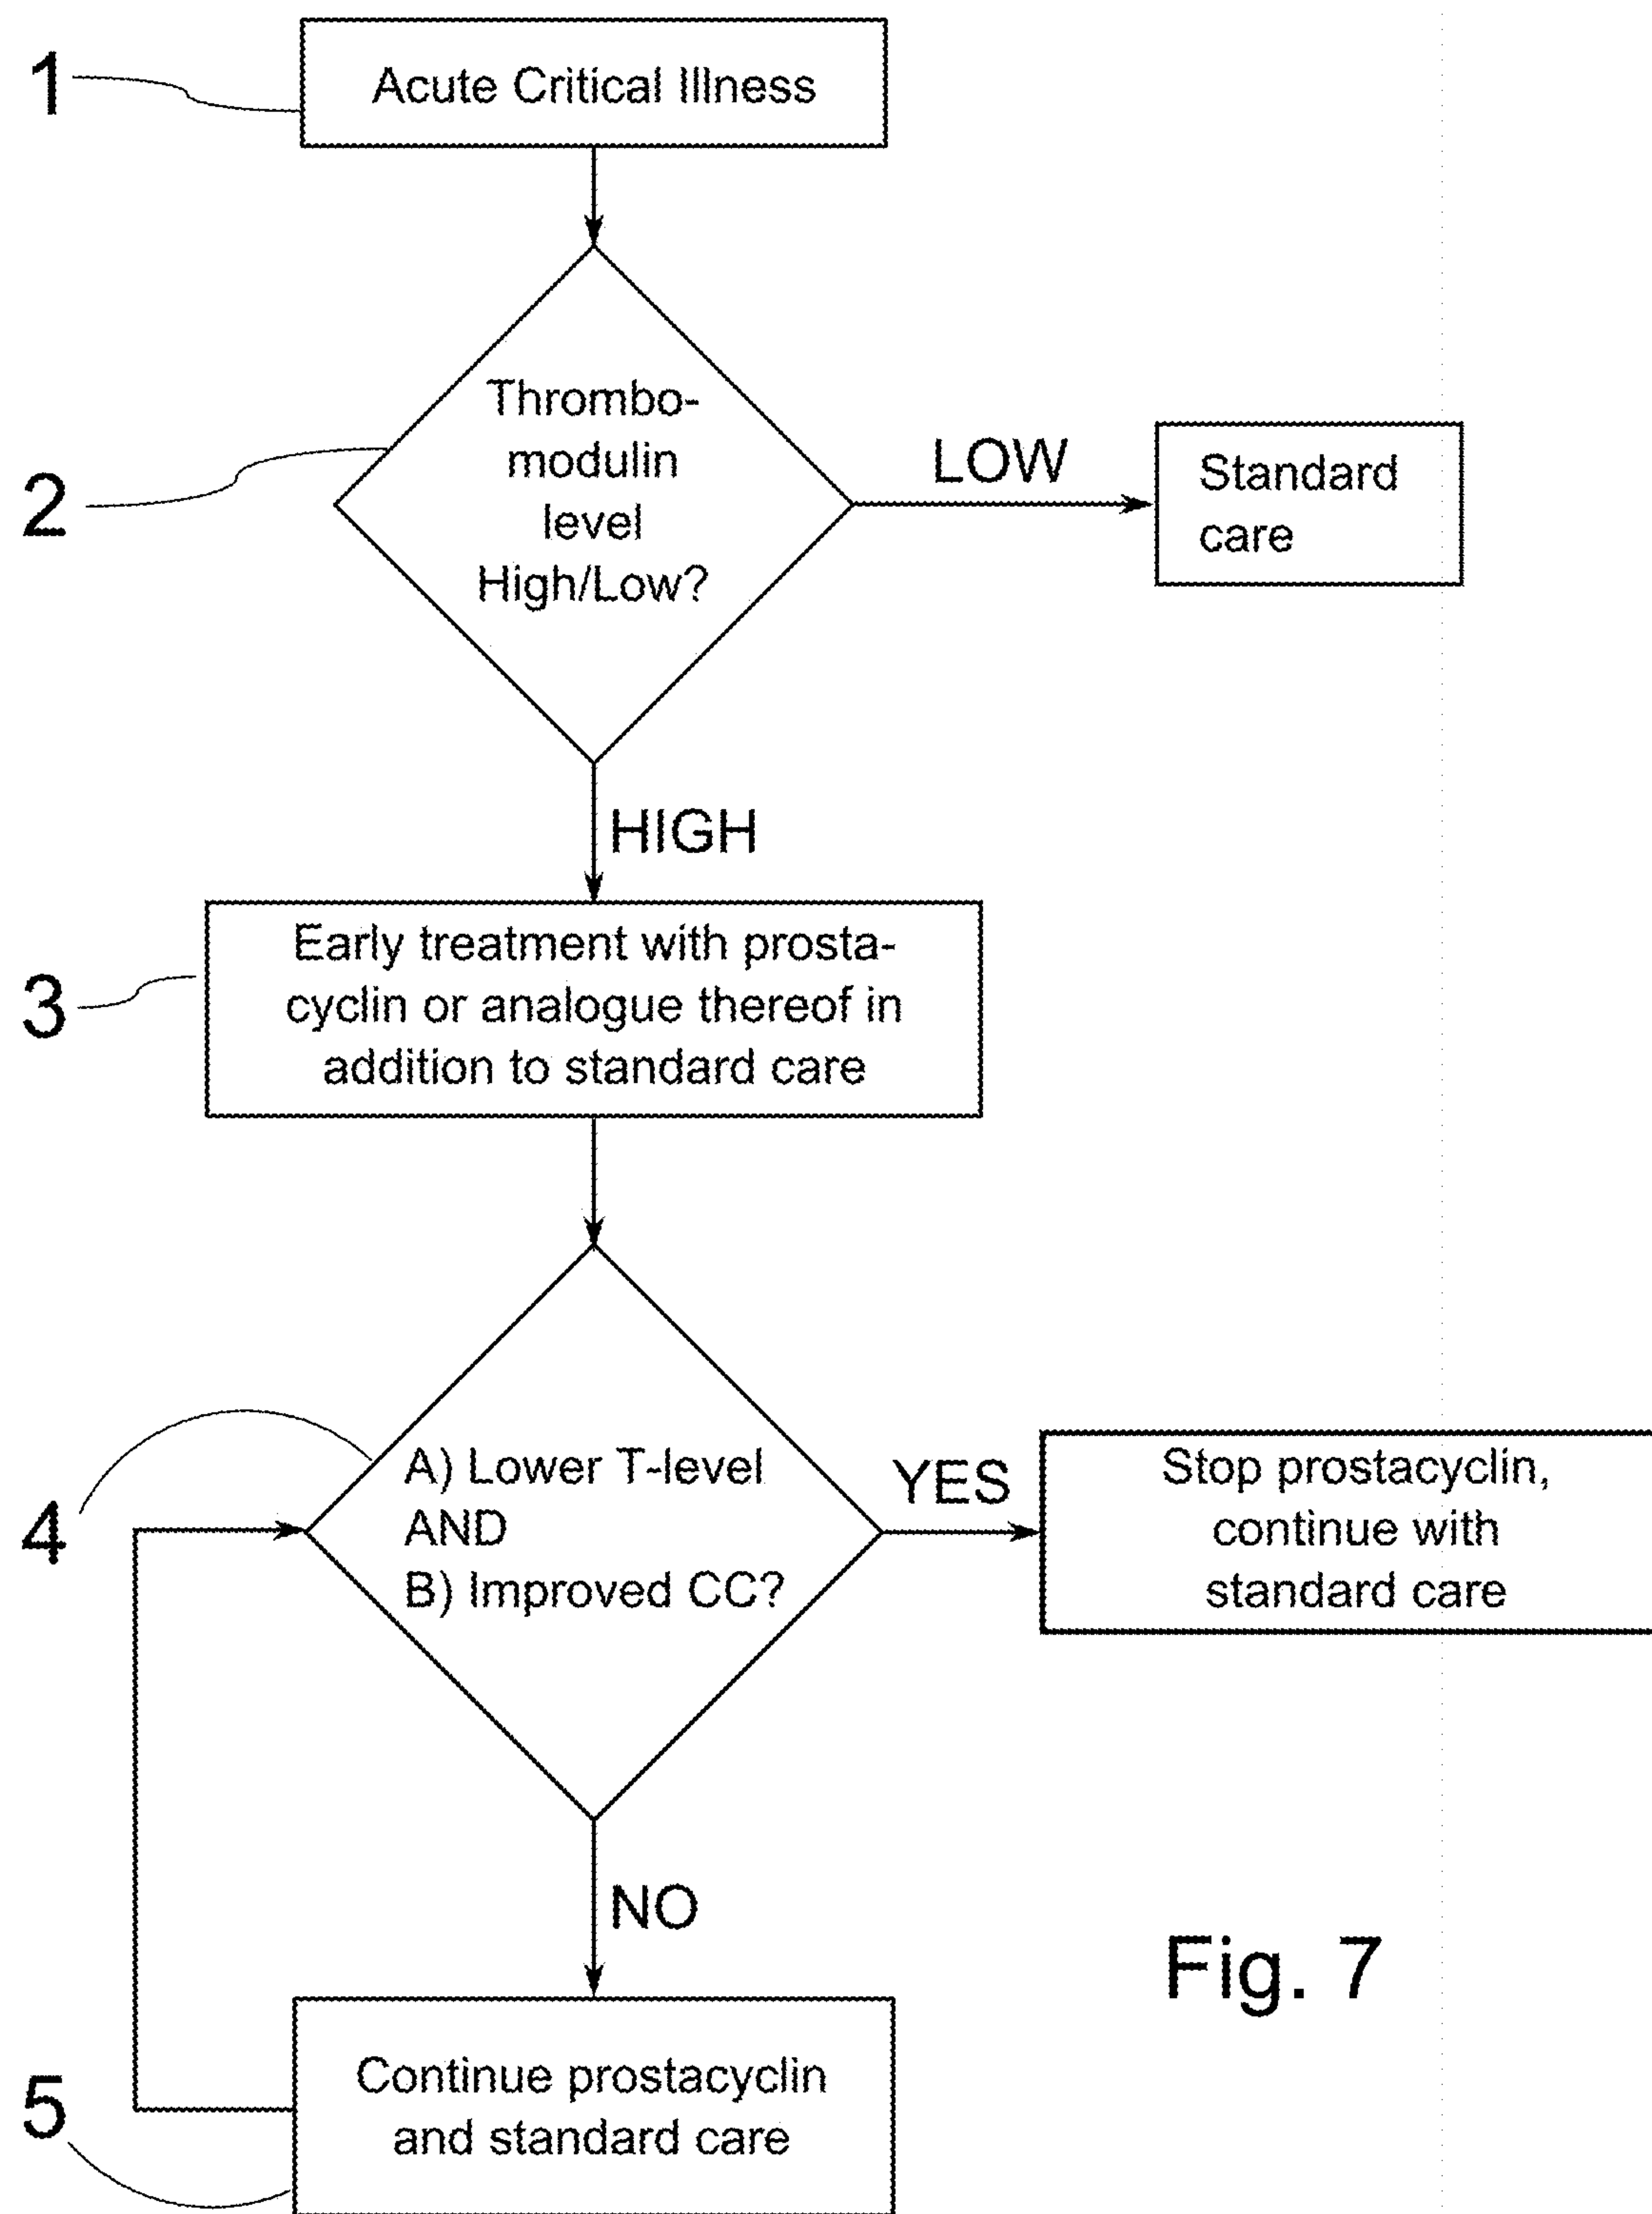 1
Acute Critical Illness
2
Thrombo-
modulin
level
High/Low?
LOW
Standard
care
HIGH
3
Early treatment with prosta-
cyclin or analogue thereof in
addition to standard care
4
A) Lower T-level
AND
B) Improved CC?
YES
Stop prostacyclin,
continue with
standard care
NO
Fig. 7
5
Continue prostacyclin
and standard care